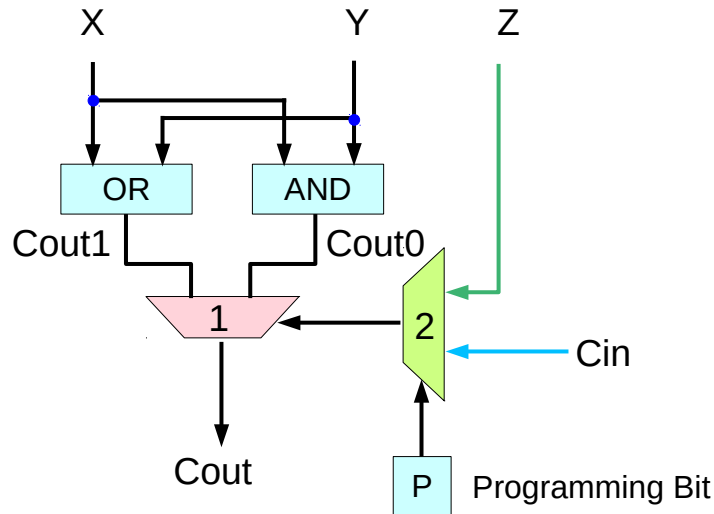 X Y Z
OR AND
Cout1 Cout0
1 2
Cin
Cout
P Programming Bit